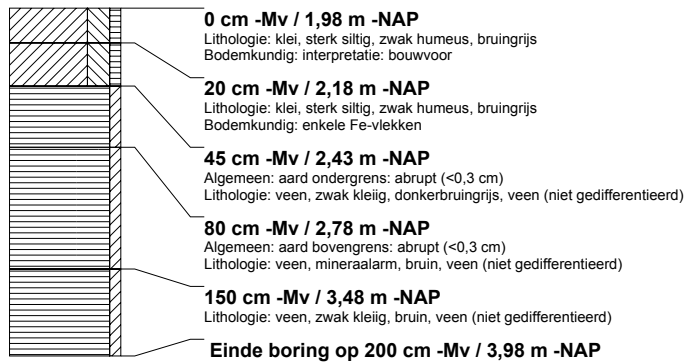 0 cm -Mv / 1,98 m -NAP
Lithologie: klei, sterk siltig, zwak humeus, bruingrijs
Bodemkundig: interpretatie: bouwvoor
20 cm -Mv / 2,18 m -NAP
Lithologie: klei, sterk siltig, zwak humeus, bruingrijs
Bodemkundig: enkele Fe-vlekken
45 cm -Mv / 2,43 m -NAP
Algemeen: aard ondergrens: abrupt (<0,3 cm)
Lithologie: veen, zwak kleiig, donkerbruingrijs, veen (niet gedifferentieerd)
80 cm -Mv / 2,78 m -NAP
Algemeen: aard bovengrens: abrupt (<0,3 cm)
Lithologie: veen, mineraalarm, bruin, veen (niet gedifferentieerd)
150 cm -Mv / 3,48 m -NAP
Lithologie: veen, zwak kleiig, bruin, veen (niet gedifferentieerd)
Einde boring op 200 cm -Mv / 3,98 m -NAP